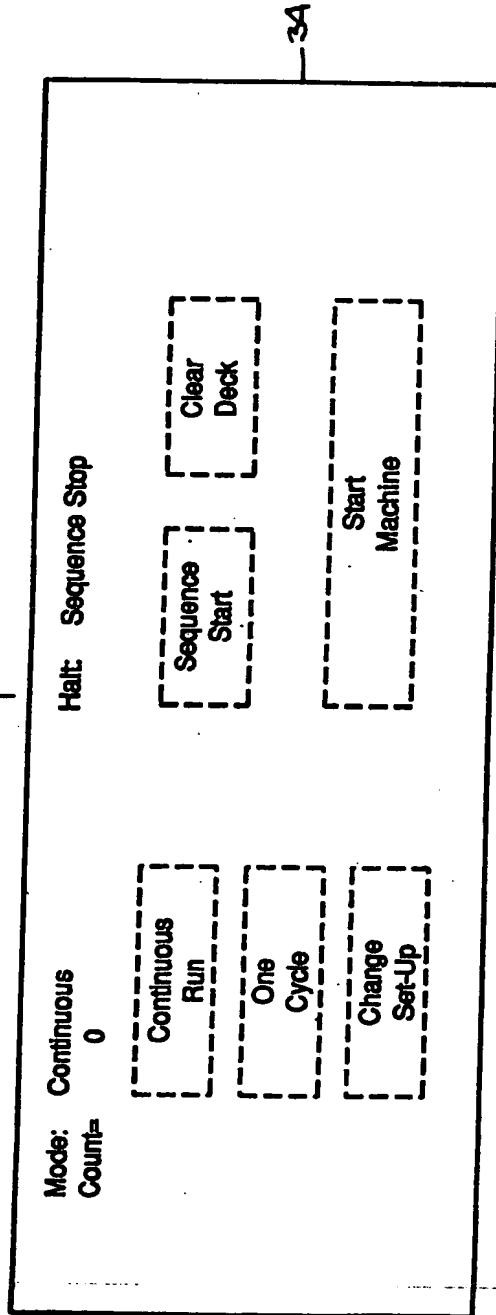 34
Mode: Continuous Halt: Sequence Stop
Count= 0
Continuous
Run
Sequence
Start
Clear
Deck
One
Cycle
Change
Set-Up
Start
Machine